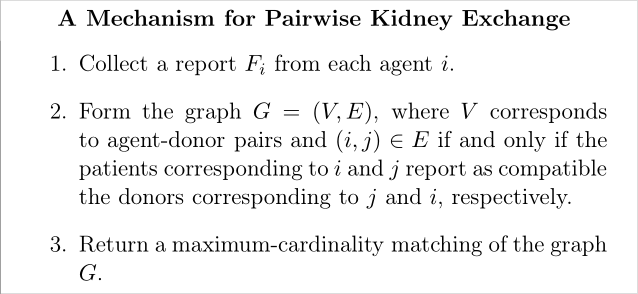 A Mechanism for Pairwise Kidney Exchange
1. Collect a report F_i from each agent i.
2. Form the graph G = (V, E), where V corresponds
to agent-donor pairs and (i, j) ∈ E if and only if the
patients corresponding to i and j report as compatible
the donors corresponding to j and i, respectively.
3. Return a maximum-cardinality matching of the graph
G.